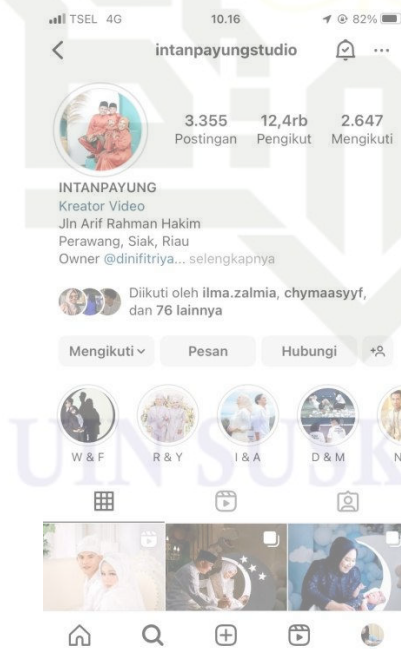 TSEL 4G 10.16 82%
intanpayungstudio
3.355 12,4rb 2.647
Postingan Pengikut Mengikuti
INTANPAYUNG
Kreator Video
Jln Arif Rahman Hakim
Perawang, Siak, Riau
Owner @dinifitriya... selengkapnya
Diikuti oleh ilma.zalmia, chymaasyyf,
dan 76 lainnya
Mengikuti Pesan Hubungi
W & F R & Y I & A D & M N
UIN SUSK